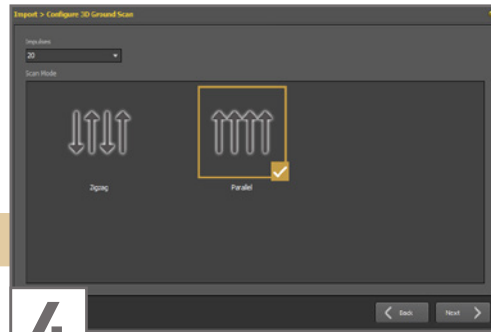 Import > Configure 3D Ground Scan
Impulses
20
Scan Mode
Zigzag
Parallel
Back
Next
4